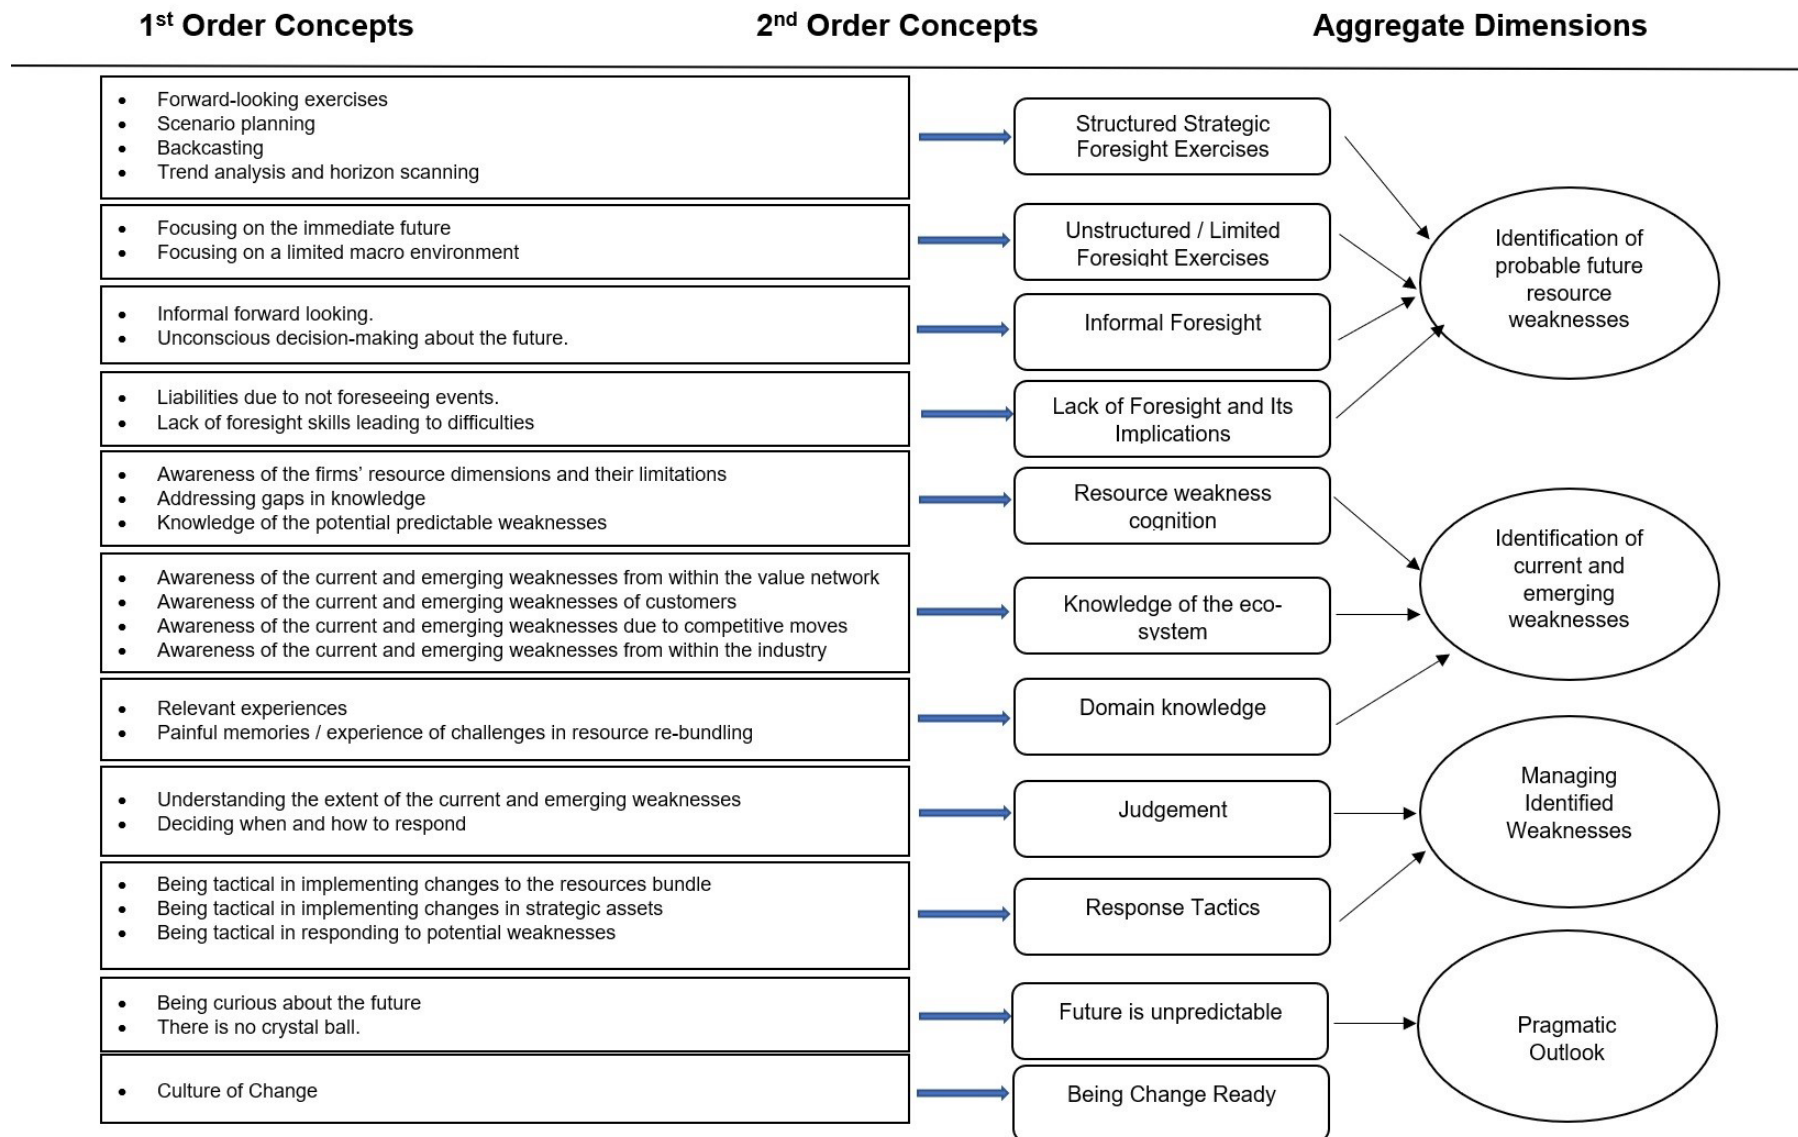 1st Order Concepts
2nd Order Concepts
Aggregate Dimensions
• Forward-looking exercises
• Scenario planning
• Backcasting
• Trend analysis and horizon scanning
Structured Strategic
Foresight Exercises
• Focusing on the immediate future
• Focusing on a limited macro environment
Unstructured / Limited
Foresight Exercises
• Informal forward looking.
• Unconscious decision-making about the future.
Informal Foresight
• Liabilities due to not foreseeing events.
• Lack of foresight skills leading to difficulties
Lack of Foresight and Its
Implications
Identification of
probable future
resource
weaknesses
• Awareness of the firms’ resource dimensions and their limitations
• Addressing gaps in knowledge
• Knowledge of the potential predictable weaknesses
Resource weakness
cognition
• Awareness of the current and emerging weaknesses from within the value network
• Awareness of the current and emerging weaknesses of customers
• Awareness of the current and emerging weaknesses due to competitive moves
• Awareness of the current and emerging weaknesses from within the industry
Knowledge of the eco-
system
• Relevant experiences
• Painful memories / experience of challenges in resource re-bundling
Domain knowledge
Identification of
current and
emerging
weaknesses
• Understanding the extent of the current and emerging weaknesses
• Deciding when and how to respond
Judgement
• Being tactical in implementing changes to the resources bundle
• Being tactical in implementing changes in strategic assets
• Being tactical in responding to potential weaknesses
Response Tactics
Managing
Identified
Weaknesses
• Being curious about the future
• There is no crystal ball.
Future is unpredictable
• Culture of Change
Being Change Ready
Pragmatic
Outlook